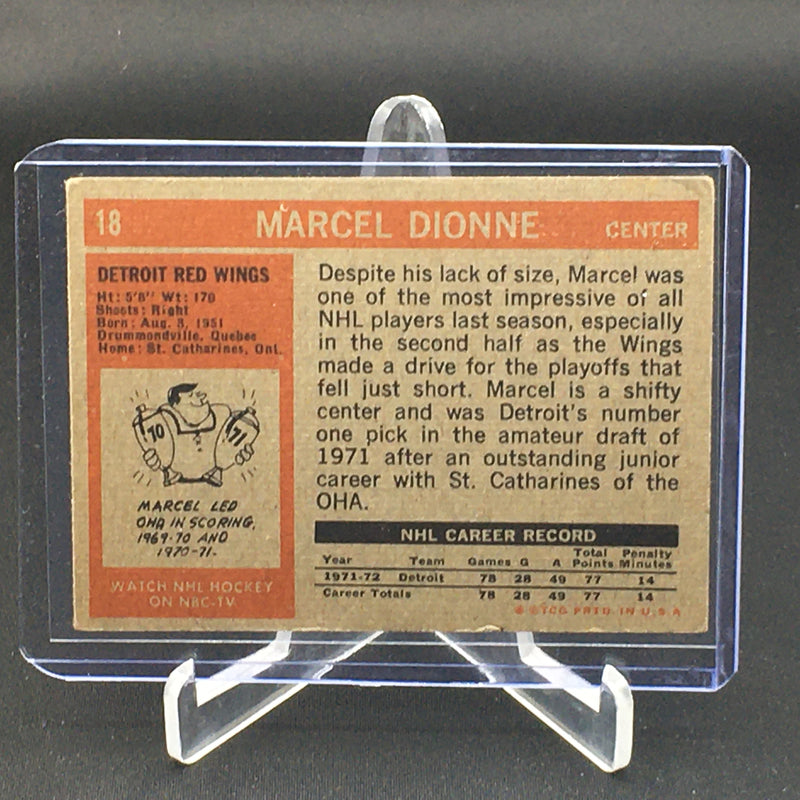 18 MARCEL DIONNE CENTER
DETROIT RED WINGS
Ht: 5'8" Wt: 170
Shoots: Right
Born: Aug. 3, 1951
Drummondville, Quebec
Home: St. Catharines, Ont.
70 71
MARCEL LED
OHA IN SCORING,
1969-70 AND
1970-71.
WATCH NHL HOCKEY
ON NBC-TV
Despite his lack of size, Marcel was
one of the most impressive of all
NHL players last season, especially
in the second half as the Wings
made a drive for the playoffs that
fell just short. Marcel is a shifty
center and was Detroit's number
one pick in the amateur draft of
1971 after an outstanding junior
career with St. Catharines of the
OHA.
NHL CAREER RECORD
Year Team Games G A Total Points Penalty Minutes
1971-72 Detroit 78 28 49 77 14
Career Totals 78 28 49 77 14
© TCG PRTD. IN U.S.A.